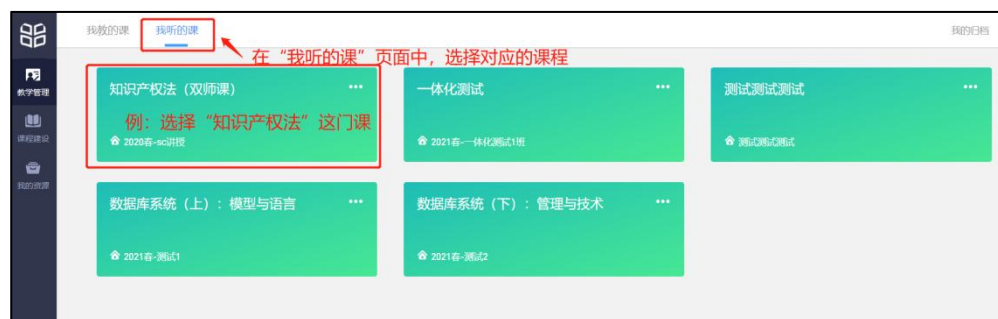 我教的课
我听的课
我的归档
在“我听的课”页面中，选择对应的课程
教学管理
课程建设
我的资源
知识产权法（双师课）
例：选择“知识产权法”这门课
2020春-sc讲授
一体化测试
2021春-一体化测试1班
测试测试测试
测试测试测试
数据库系统（上）：模型与语言
2021春-测试1
数据库系统（下）：管理与技术
2021春-测试2